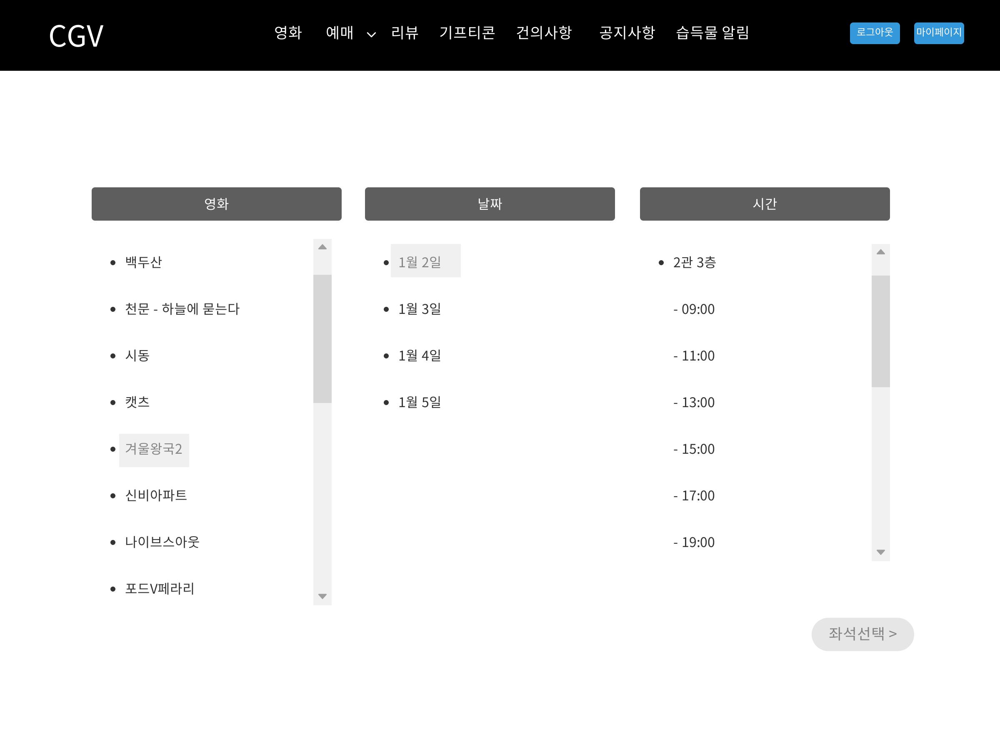 CGV
영화 예매 리뷰 기프티콘 건의사항 공지사항 습득물 알림
로그아웃 마이페이지
영화
백두산
천문 - 하늘에 묻는다
시동
캣츠
겨울왕국2
신비아파트
나이브스아웃
포드V페라리
날짜
1월 2일
1월 3일
1월 4일
1월 5일
시간
2관 3층
- 09:00
- 11:00
- 13:00
- 15:00
- 17:00
- 19:00
좌석선택 >